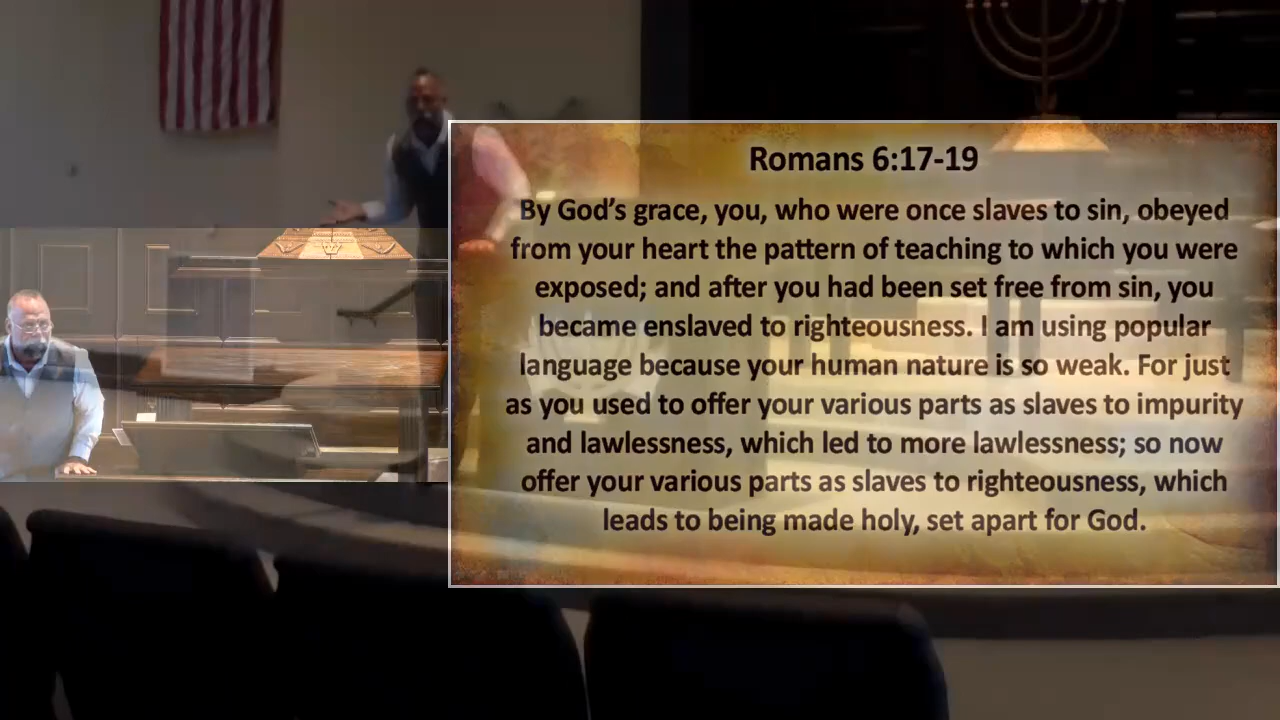 Romans 6:17-19
By God’s grace, you, who were once slaves to sin, obeyed
from your heart the pattern of teaching to which you were
exposed; and after you had been set free from sin, you
became enslaved to righteousness. I am using popular
language because your human nature is so weak. For just
as you used to offer your various parts as slaves to impurity
and lawlessness, which led to more lawlessness; so now
offer your various parts as slaves to righteousness, which
leads to being made holy, set apart for God.